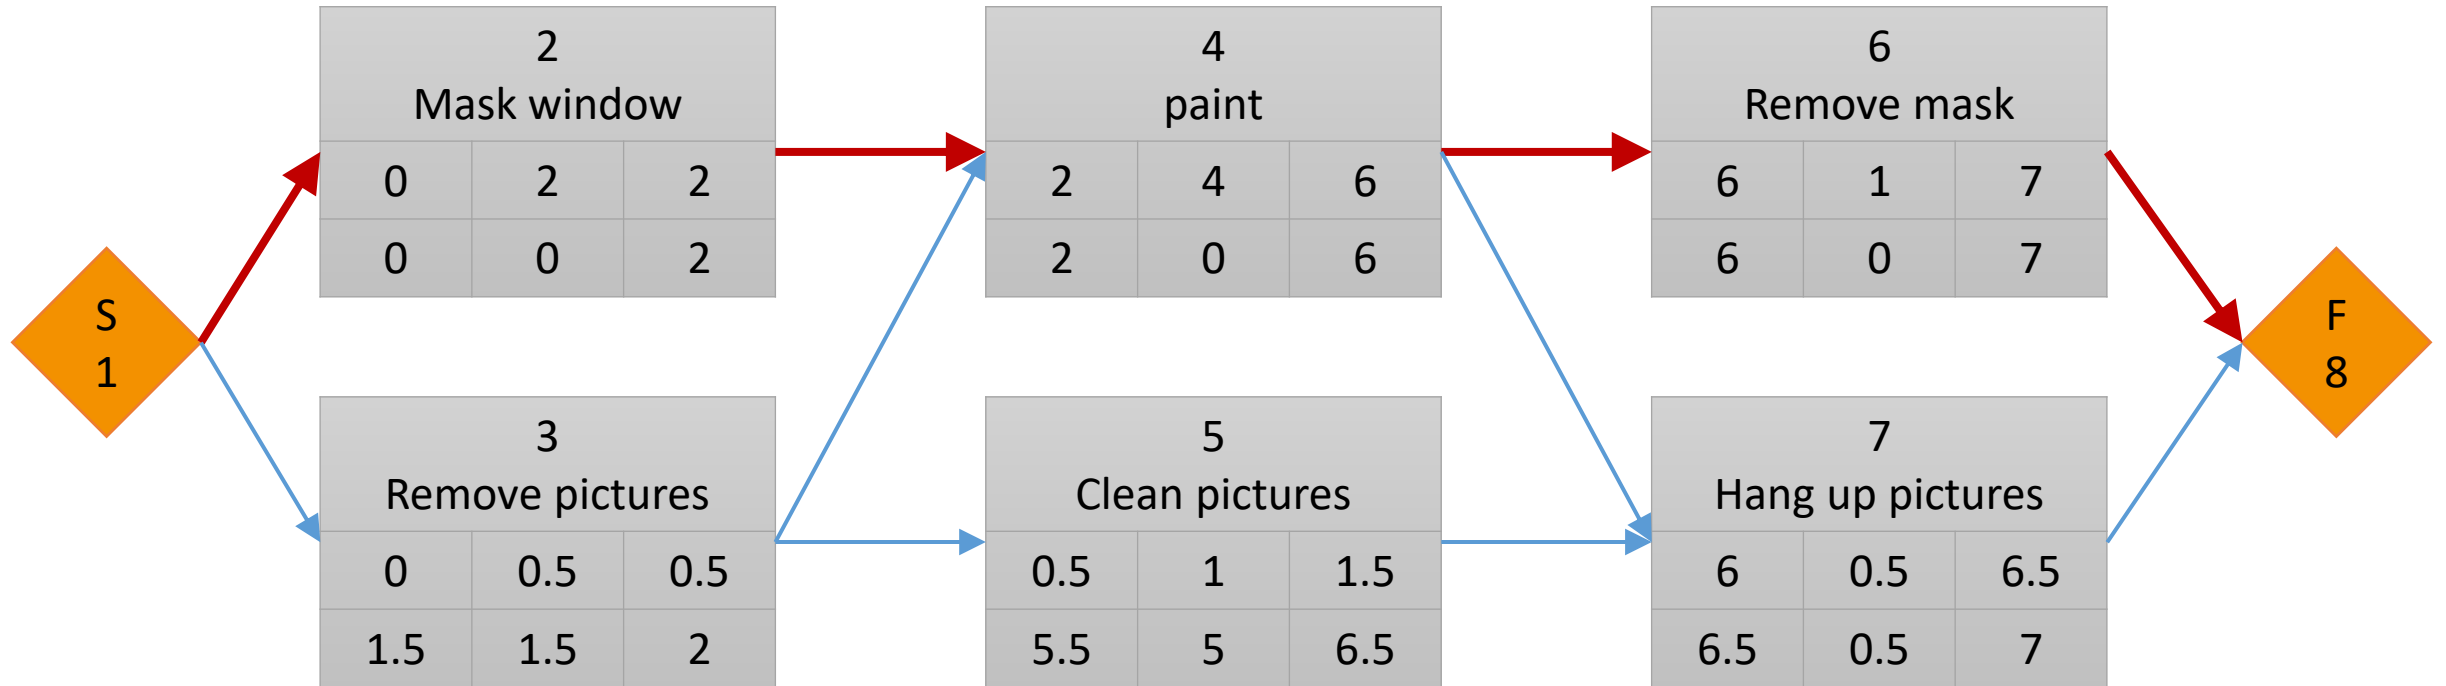 S
1
2
Mask window
0 2 2
0 0 2
3
Remove pictures
0 0.5 0.5
1.5 1.5 2
4
paint
2 4 6
2 0 6
5
Clean pictures
0.5 1 1.5
5.5 5 6.5
6
Remove mask
6 1 7
6 0 7
7
Hang up pictures
6 0.5 6.5
6.5 0.5 7
F
8